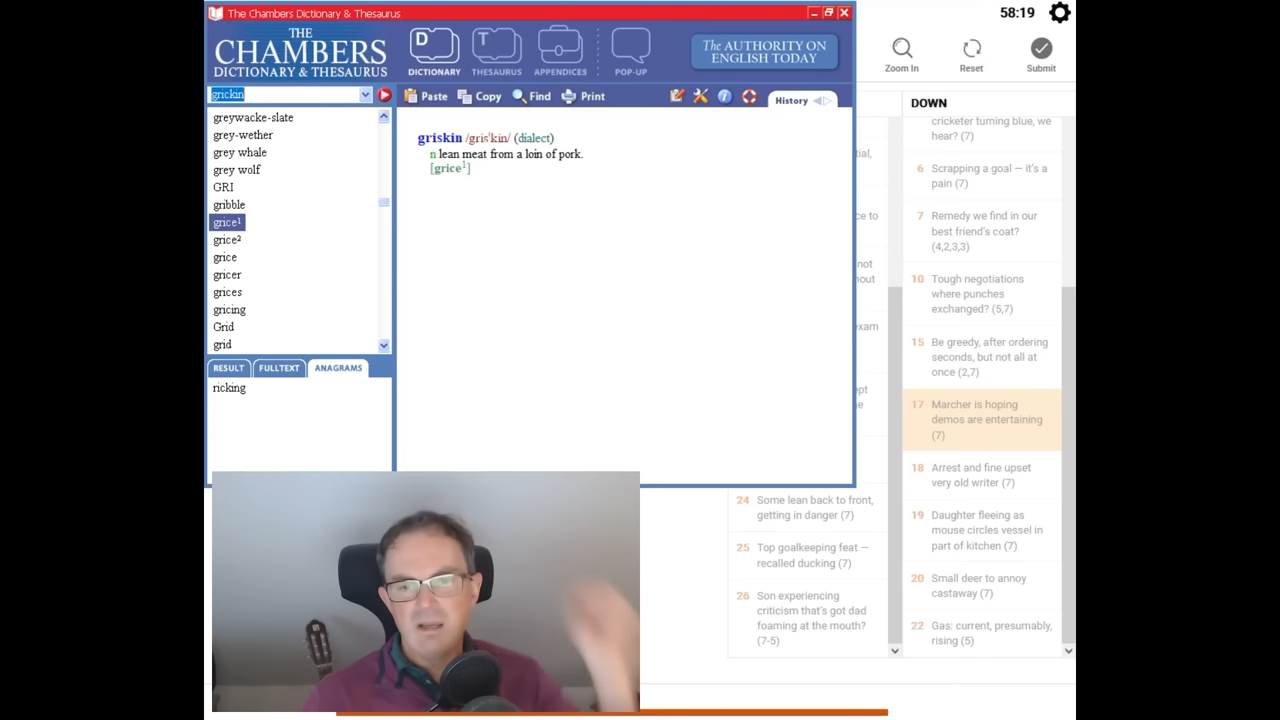 The Chambers Dictionary & Thesaurus
58:19
THE
CHAMBERS
DICTIONARY & THESAURUS
D
DICTIONARY
T
THESAURUS
APPENDICES
POP-UP
The AUTHORITY ON
ENGLISH TODAY
Zoom In
Reset
Submit
grickin
Paste
Copy
Find
Print
History
greywacke-slate
grey-wether
grey whale
grey wolf
GRI
gribble
grice¹
grice²
grice
gricer
grices
gricing
Grid
grid
RESULT
FULLTEXT
ANAGRAMS
ricking
griskin /gris'kin/ (dialect)
n lean meat from a loin of pork.
[grice¹]
tial,
ce to
not
hout
exam
ept
e
24 Some lean back to front,
getting in danger (7)
25 Top goalkeeping feat —
recalled ducking (7)
26 Son experiencing
criticism that's got dad
foaming at the mouth?
(7-5)
DOWN
cricketer turning blue, we
hear? (7)
6 Scrapping a goal — it's a
pain (7)
7 Remedy we find in our
best friend's coat?
(4,2,3,3)
10 Tough negotiations
where punches
exchanged? (5,7)
15 Be greedy, after ordering
seconds, but not all at
once (2,7)
17 Marcher is hoping
demos are entertaining
(7)
18 Arrest and fine upset
very old writer (7)
19 Daughter fleeing as
mouse circles vessel in
part of kitchen (7)
20 Small deer to annoy
castaway (7)
22 Gas: current, presumably,
rising (5)